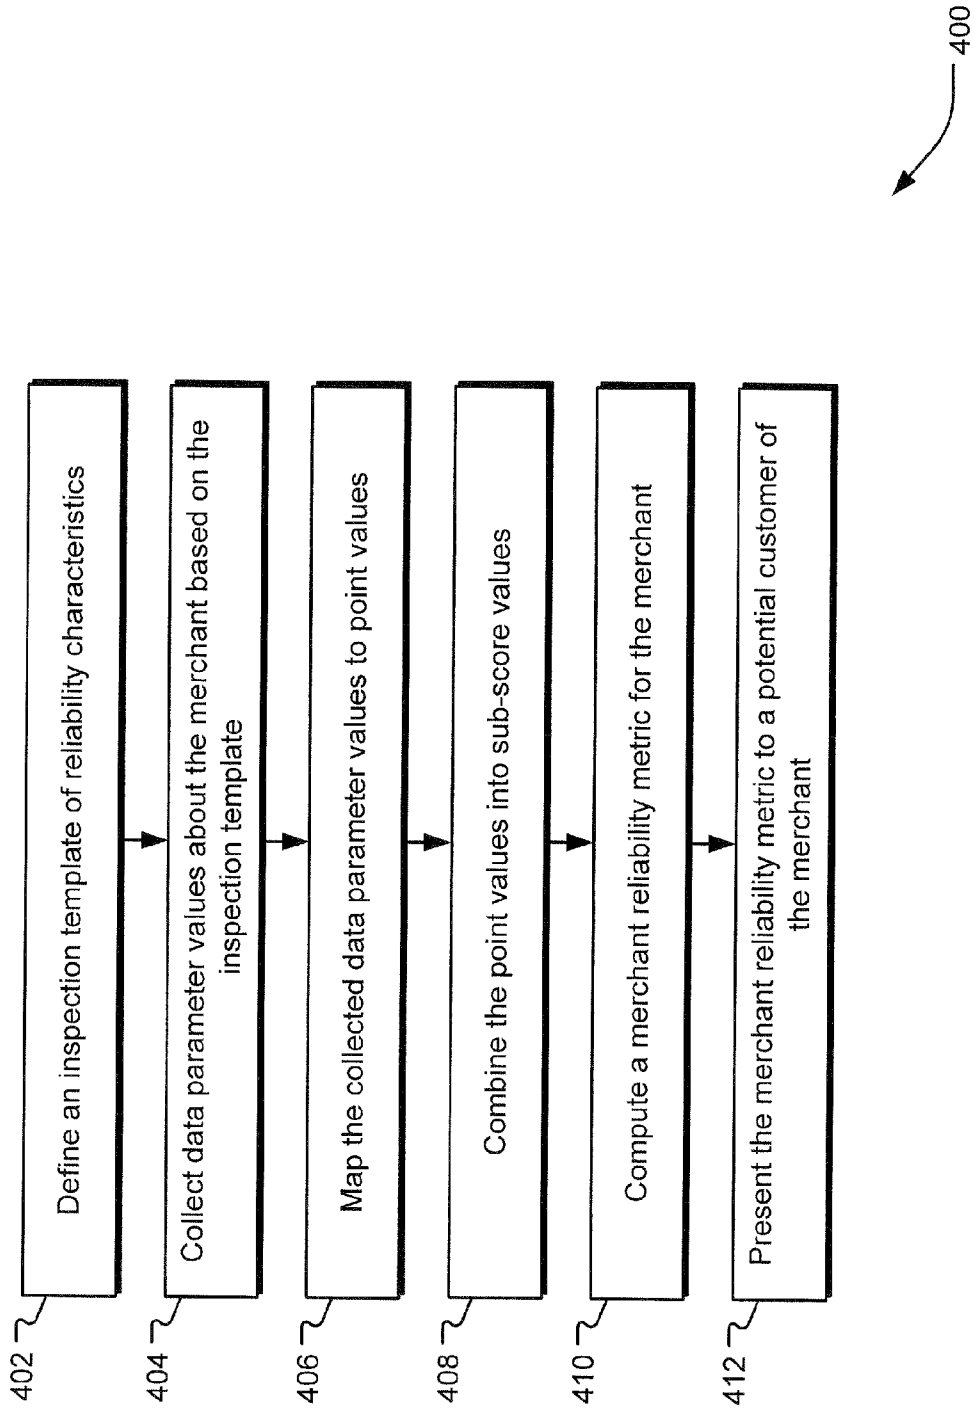 400
402
Define an inspection template of reliability characteristics
404
Collect data parameter values about the merchant based on the
inspection template
406
Map the collected data parameter values to point values
408
Combine the point values into sub-score values
410
Compute a merchant reliability metric for the merchant
412
Present the merchant reliability metric to a potential customer of
the merchant